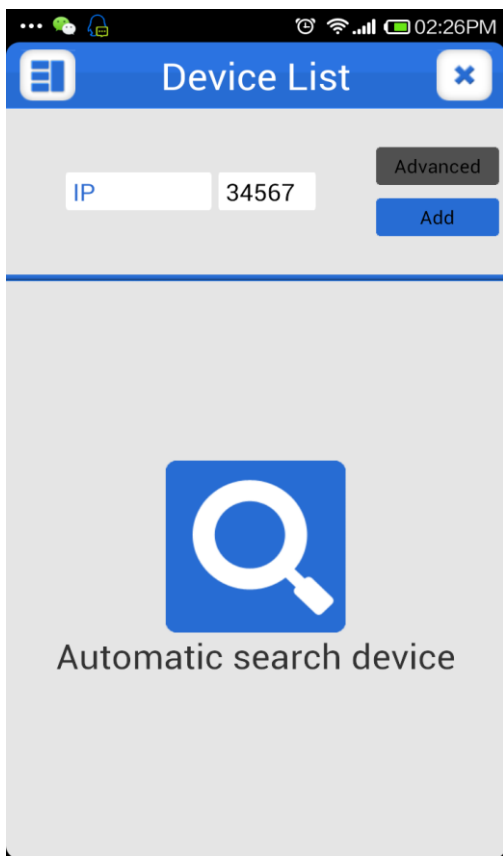 ... 02:26PM
Device List
Advanced
IP 34567
Add
Automatic search device